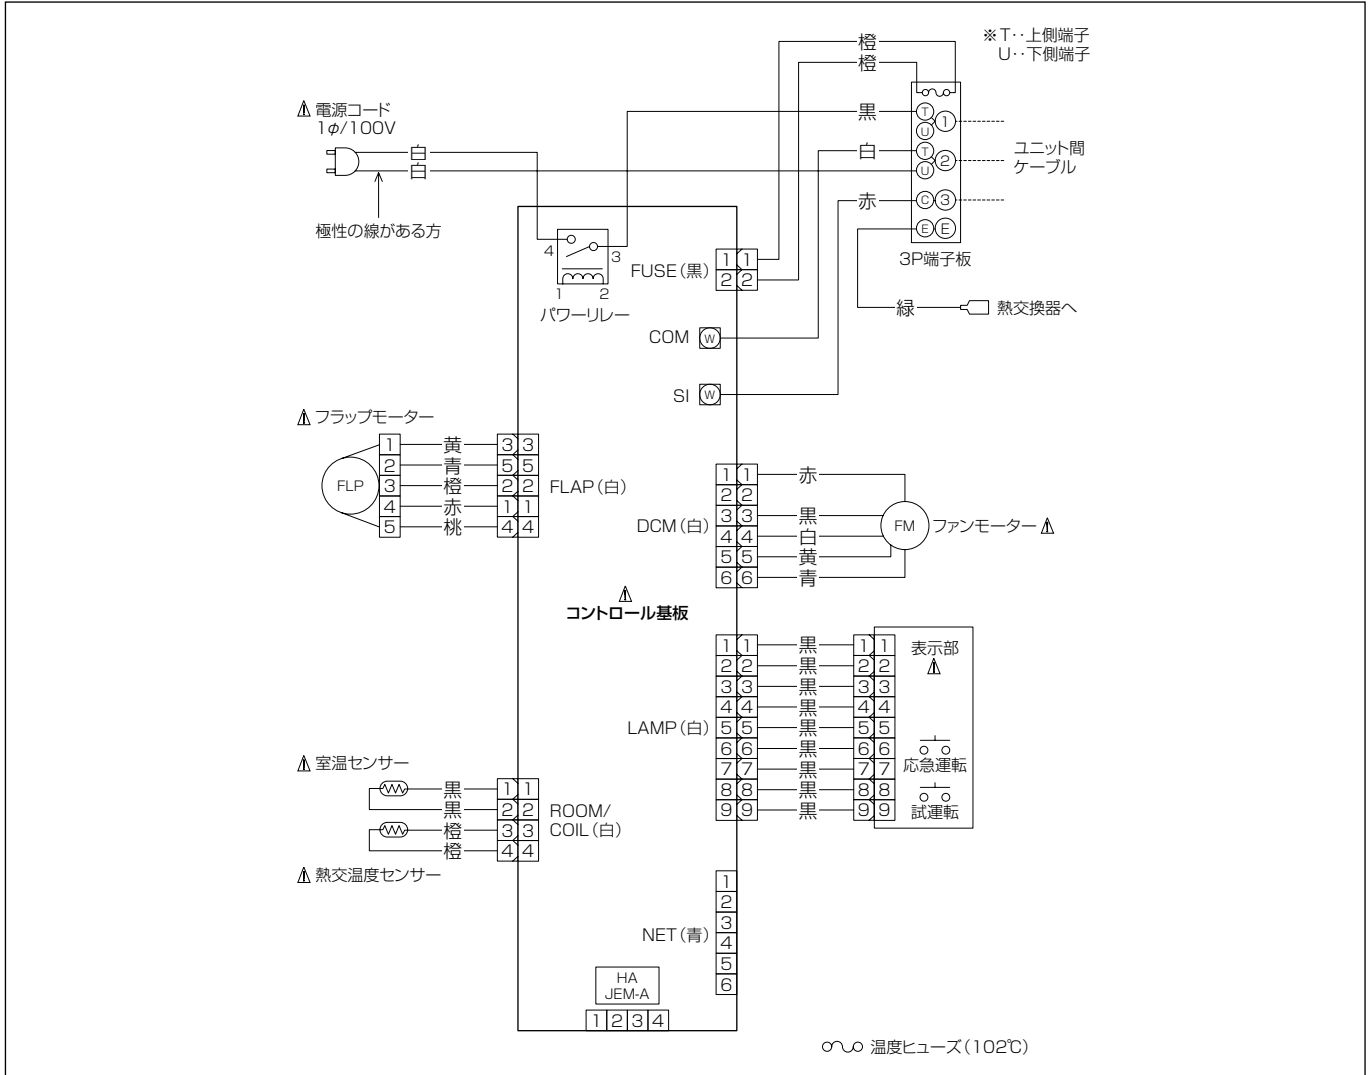 ※T‥上側端子
U‥下側端子
橙
橙
⚠ 電源コード
1φ/100V
黒
T
1
U
白
白
T
2
U
白
ユニット間
ケーブル
赤
C 3
E E
極性の線がある方
3P端子板
4
3
1 2
パワーリレー
FUSE(黒)
1 1
2 2
緑
熱交換器へ
COM W
SI W
⚠ フラップモーター
FLP
1 黄 3 3
2 青 5 5
3 橙 2 2
4 赤 1 1
5 桃 4 4
FLAP(白)
DCM(白)
1 1 赤
2 2
3 3 黒
4 4 白
5 5 黄
6 6 青
FM
ファンモーター ⚠
⚠
コントロール基板
LAMP(白)
1 1 黒 1 1
2 2 黒 2 2
3 3 黒 3 3
4 4 黒 4 4
5 5 黒 5 5
6 6 黒 6 6
7 7 黒 7 7
8 8 黒 8 8
9 9 黒 9 9
表示部
⚠
応急運転
試運転
⚠ 室温センサー
黒 1 1
黒 2 2
橙 3 3
橙 4 4
ROOM/
COIL(白)
⚠ 熱交温度センサー
NET(青)
1
2
3
4
5
6
HA
JEM-A
1 2 3 4
温度ヒューズ(102℃)